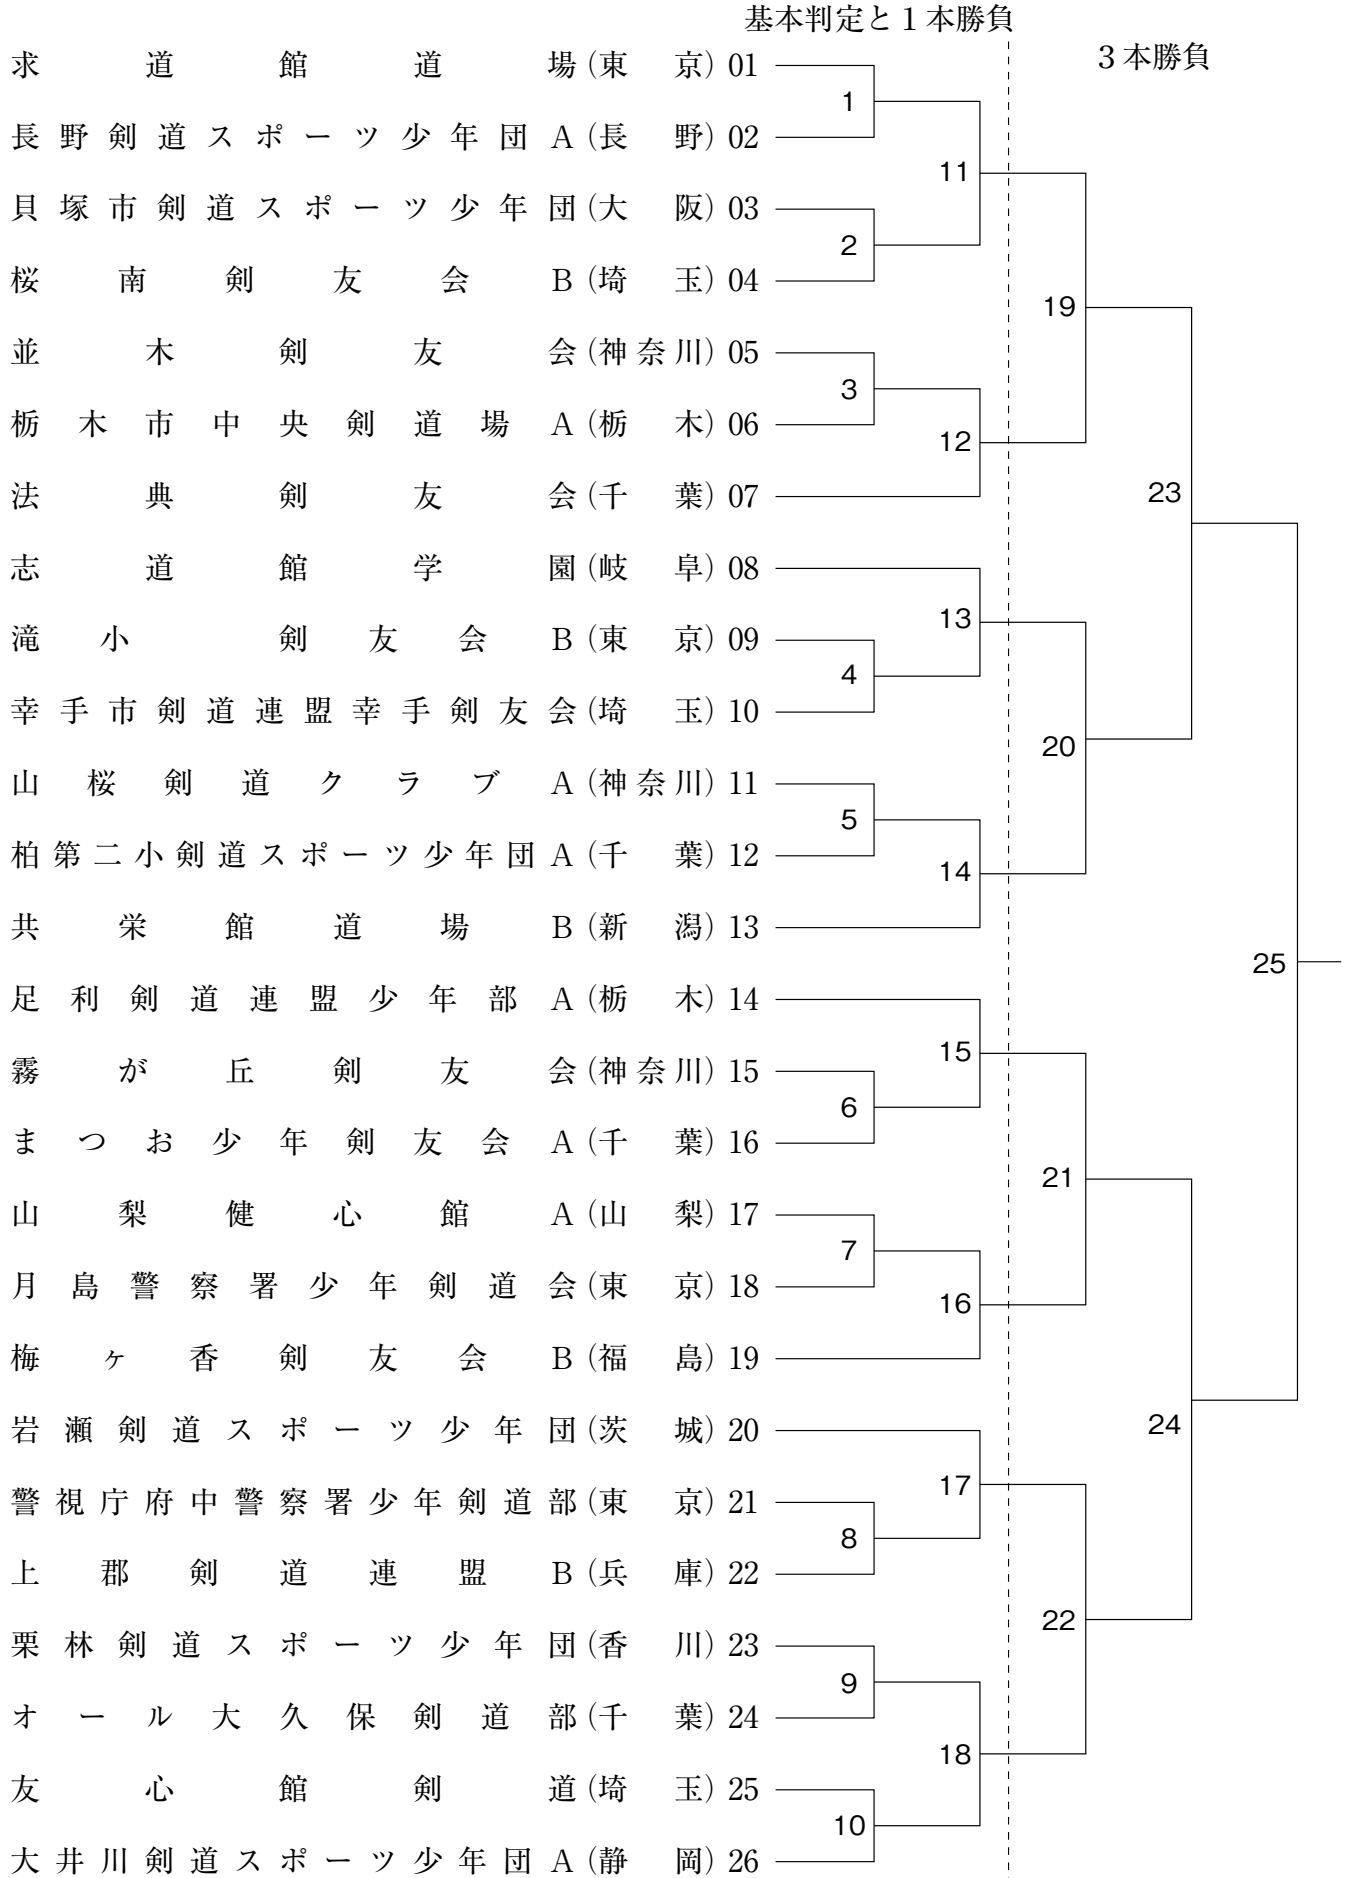 基本判定と1本勝負
3本勝負
求道館道場(東京) 01
長野剣道スポーツ少年団A(長野) 02
貝塚市剣道スポーツ少年団(大阪) 03
桜南剣友会B(埼玉) 04
並木剣友会(神奈川) 05
栃木市中央剣道場A(栃木) 06
法典剣友会(千葉) 07
志道館学園(岐阜) 08
滝小 剣友会B(東京) 09
幸手市剣道連盟幸手剣友会(埼玉) 10
山桜剣道クラブA(神奈川) 11
柏第二小剣道スポーツ少年団A(千葉) 12
共栄館道場B(新潟) 13
足利剣道連盟少年部A(栃木) 14
霧が丘剣友会(神奈川) 15
まつお少年剣友会A(千葉) 16
山梨健心館A(山梨) 17
月島警察署少年剣道会(東京) 18
梅ヶ香剣友会B(福島) 19
岩瀬剣道スポーツ少年団(茨城) 20
警視庁府中警察署少年剣道部(東京) 21
上郡剣道連盟B(兵庫) 22
栗林剣道スポーツ少年団(香川) 23
オール大久保剣道部(千葉) 24
友心館剣道(埼玉) 25
大井川剣道スポーツ少年団A(静岡) 26
1
2
3
4
5
6
7
8
9
10
11
12
13
14
15
16
17
18
19
20
21
22
23
24
25